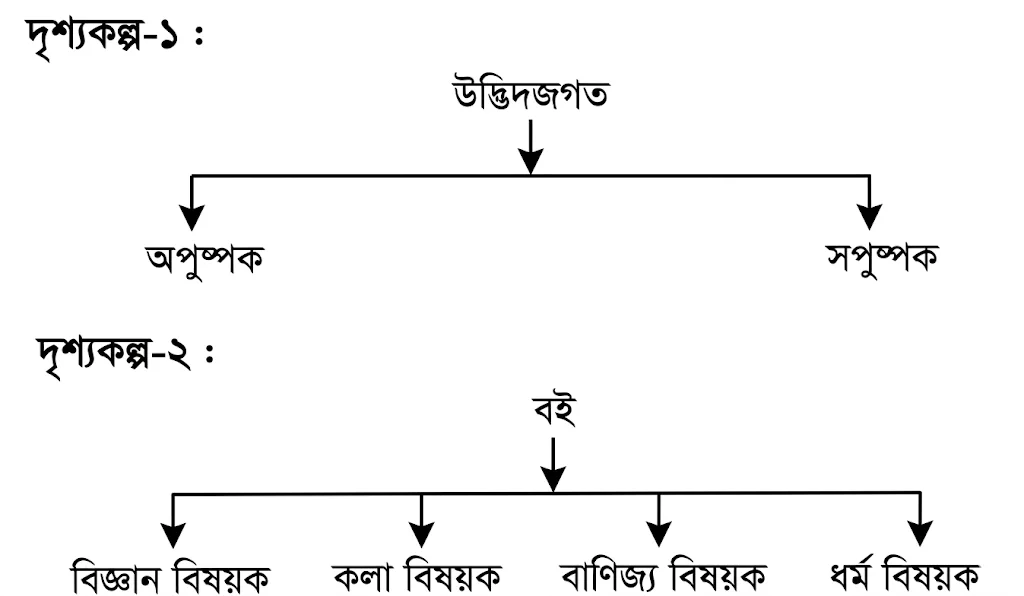 দৃশ্যকল্প-১ :
উদ্ভিদজগত
অপুষ্পক সপুষ্পক
দৃশ্যকল্প-২ :
বই
বিজ্ঞান বিষয়ক কলা বিষয়ক বাণিজ্য বিষয়ক ধর্ম বিষয়ক